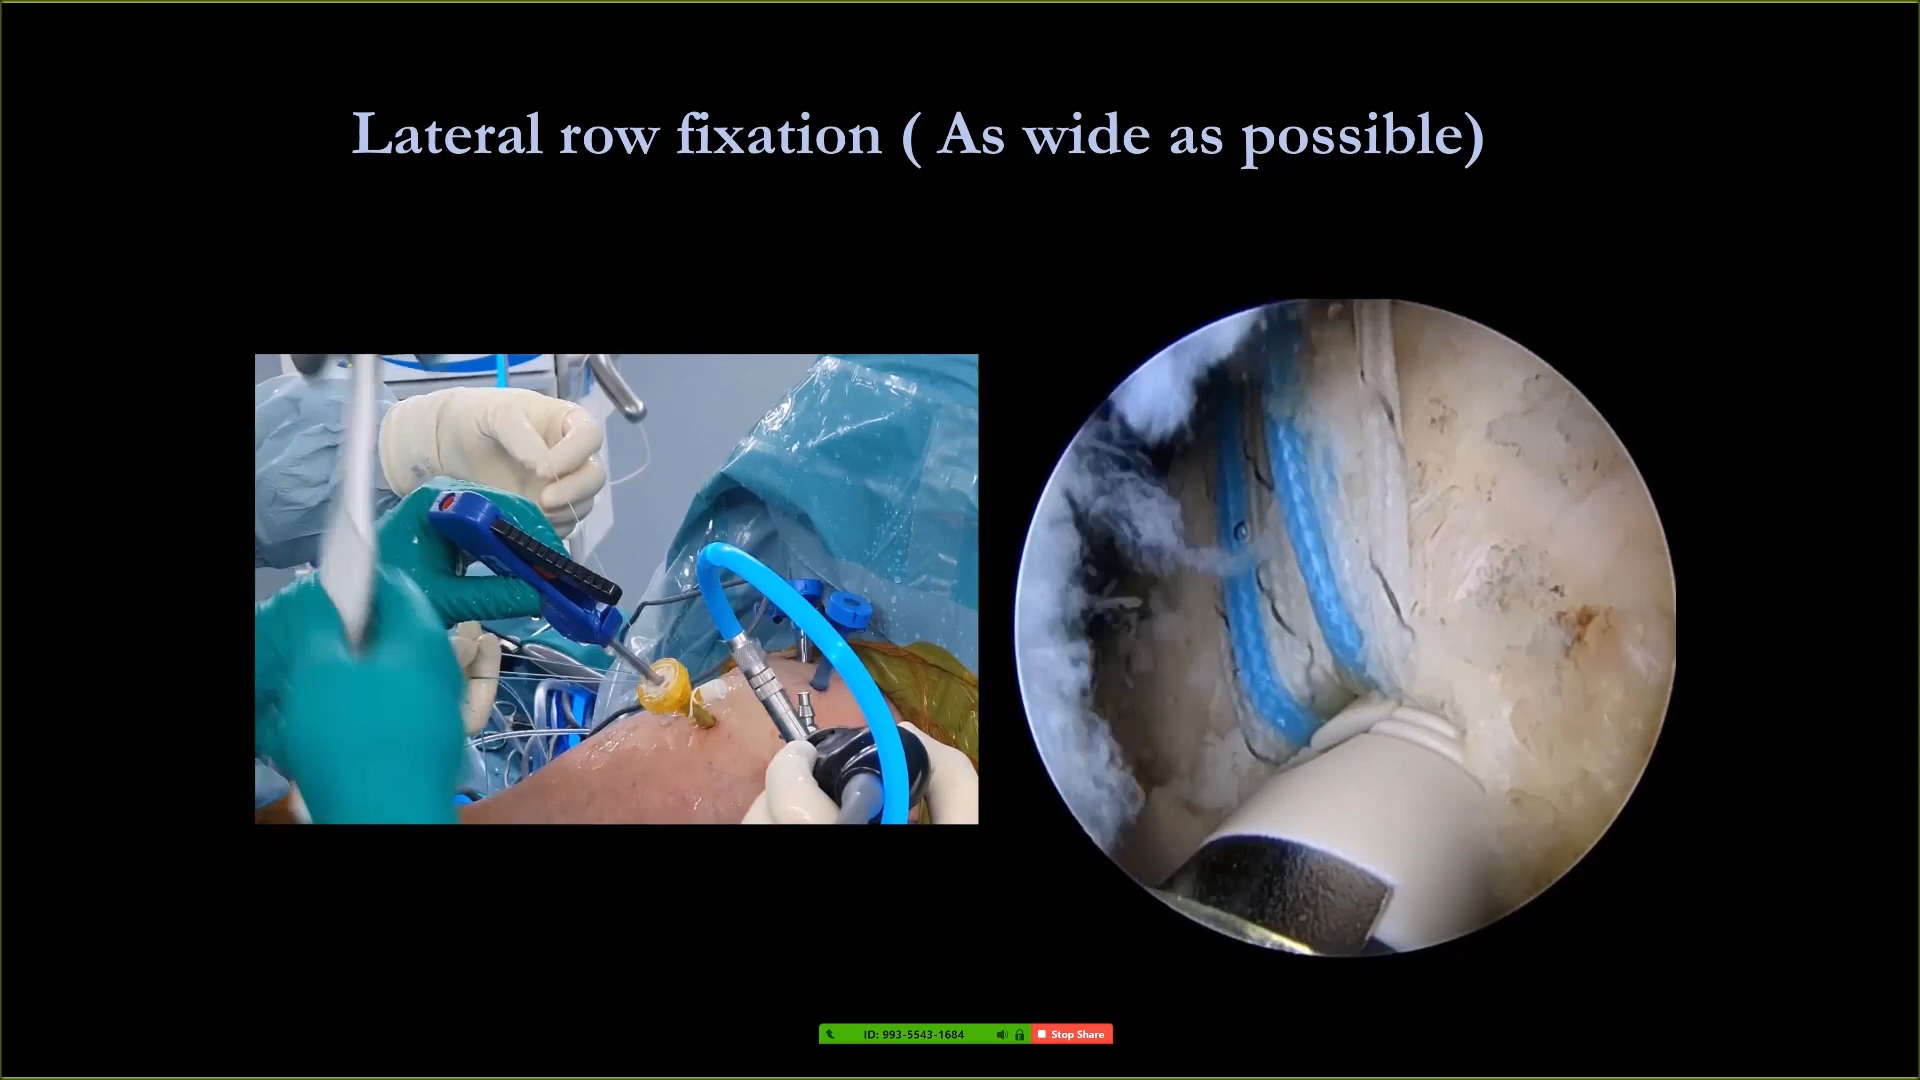 Lateral row fixation ( As wide as possible)
ID: 993-5543-1684
Stop Share